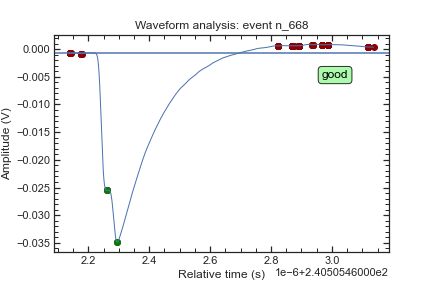 Waveform analysis: event n_668
0.000
−0.005
−0.010
−0.015
−0.020
−0.025
−0.030
−0.035
Amplitude (V)
good
2.2 2.4 2.6 2.8 3.0
Relative time (s)
1e−6+2.4050546000e2